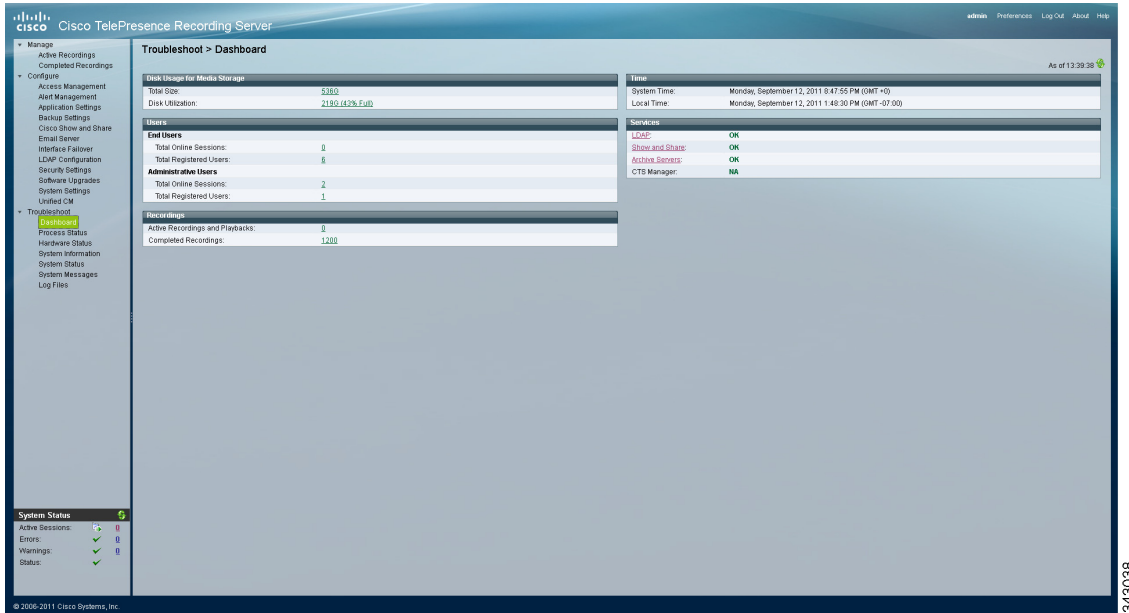 cisco Cisco TelePresence Recording Server
admin Preferences Log Out About Help
Manage
Active Recordings
Completed Recordings
Configure
Access Management
Alert Management
Application Settings
Backup Settings
Cisco Show and Share
Email Server
Interface Failover
LDAP Configuration
Security Settings
Software Upgrades
System Settings
Unified CM
Troubleshoot
Dashboard
Process Status
Hardware Status
System Information
System Status
System Messages
Log Files
System Status
Active Sessions: 0
Errors: 0
Warnings: 0
Status:
Troubleshoot > Dashboard
As of 13:39:38
Disk Usage for Media Storage
Total Size: 536G
Disk Utilization: 219G (43% Full)
Users
End Users
Total Online Sessions: 0
Total Registered Users: 6
Administrative Users
Total Online Sessions: 2
Total Registered Users: 1
Recordings
Active Recordings and Playbacks: 0
Completed Recordings: 1200
Time
System Time: Monday, September 12, 2011 8:47:55 PM (GMT +0)
Local Time: Monday, September 12, 2011 1:48:30 PM (GMT -07:00)
Services
LDAP: OK
Show and Share: OK
Archive Servers: OK
CTS Manager: NA
© 2006-2011 Cisco Systems, Inc.
343038